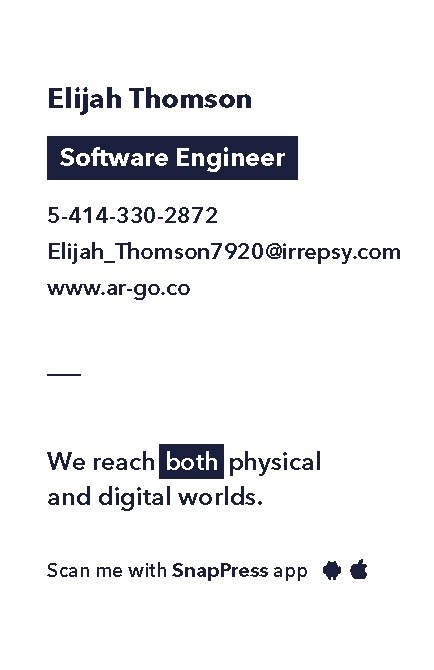 Elijah Thomson
Software Engineer
5-414-330-2872
Elijah_Thomson7920@irrepsy.com
www.ar-go.co
We reach both physical
and digital worlds.
Scan me with SnapPress app